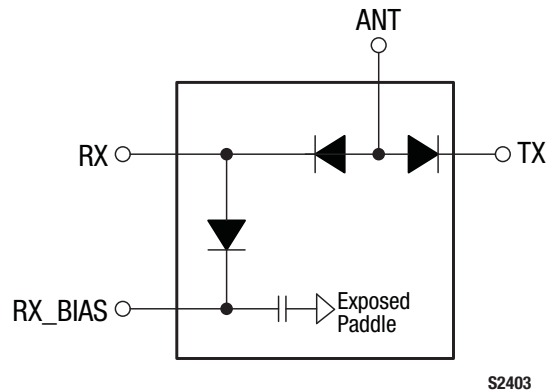 ANT
RX
TX
RX_BIAS
Exposed
Paddle
S2403